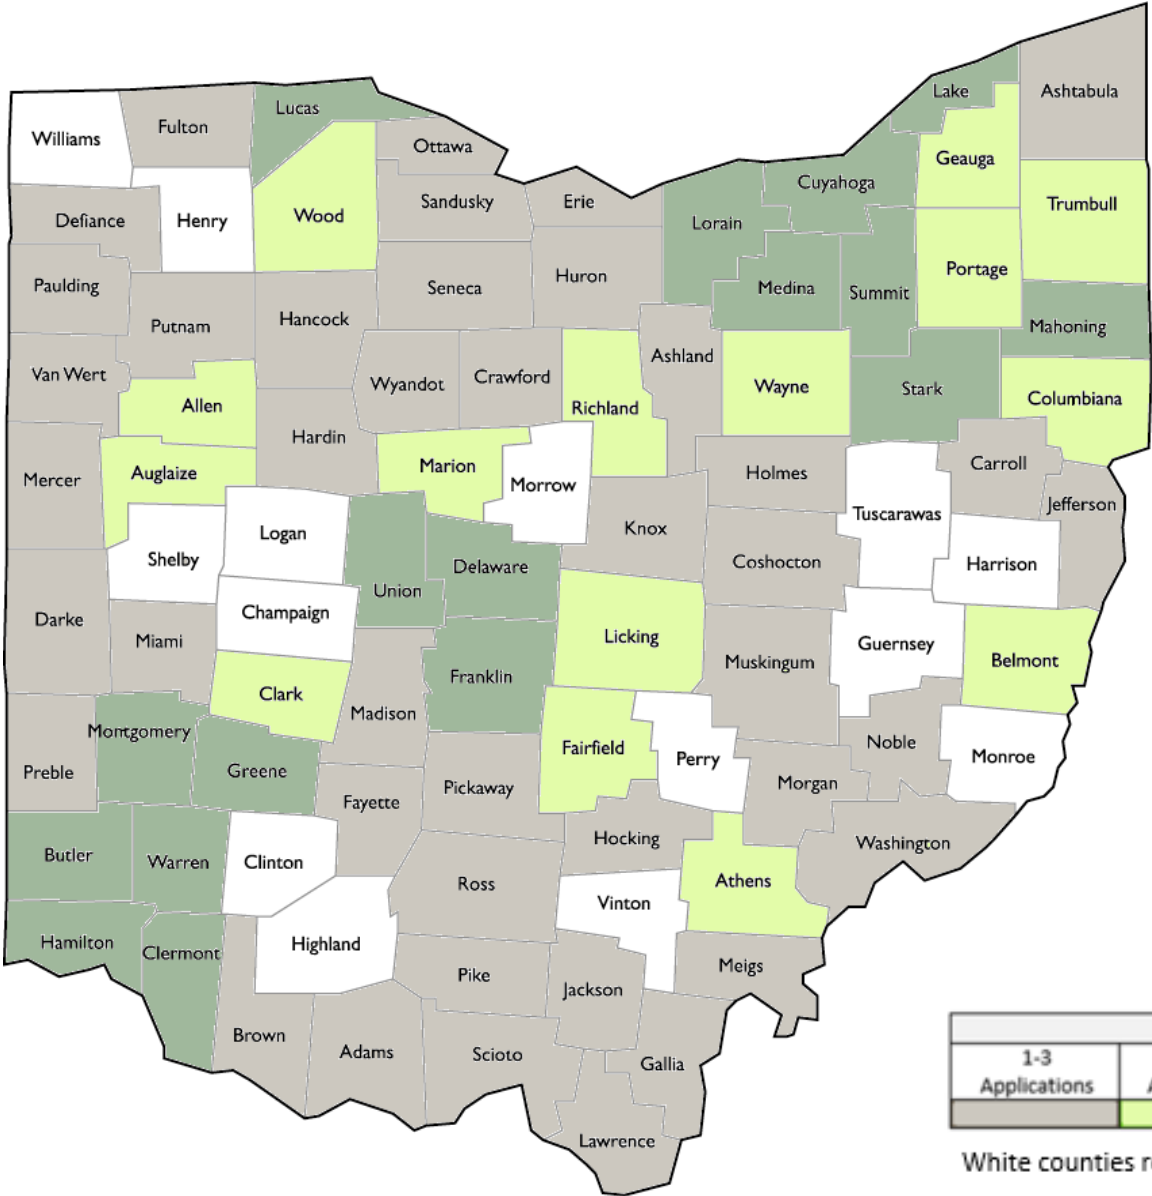 Lake
Ashtabula
Lucas
Fulton
Williams
Ottawa
Geauga
Cuyahoga
Sandusky
Erie
Trumbull
Wood
Defiance
Henry
Lorain
Portage
Huron
Paulding
Seneca
Medina
Summit
Hancock
Putnam
Mahoning
Ashland
Van Wert
Wyandot
Crawford
Wayne
Stark
Columbiana
Allen
Richland
Hardin
Marion
Carroll
Auglaize
Mercer
Holmes
Morrow
Jefferson
Tuscarawas
Knox
Logan
Shelby
Coshocton
Harrison
Delaware
Union
Champaign
Darke
Licking
Miami
Guernsey
Muskingum
Belmont
Franklin
Clark
Madison
Montgomery
Noble
Fairfield
Perry
Monroe
Greene
Preble
Morgan
Pickaway
Fayette
Hocking
Washington
Butler
Warren
Clinton
Ross
Athens
Vinton
Hamilton
Highland
Clermont
Meigs
Pike
Jackson
Brown
Adams
Scioto
Gallia
Lawrence
1-3
Applications
White counties